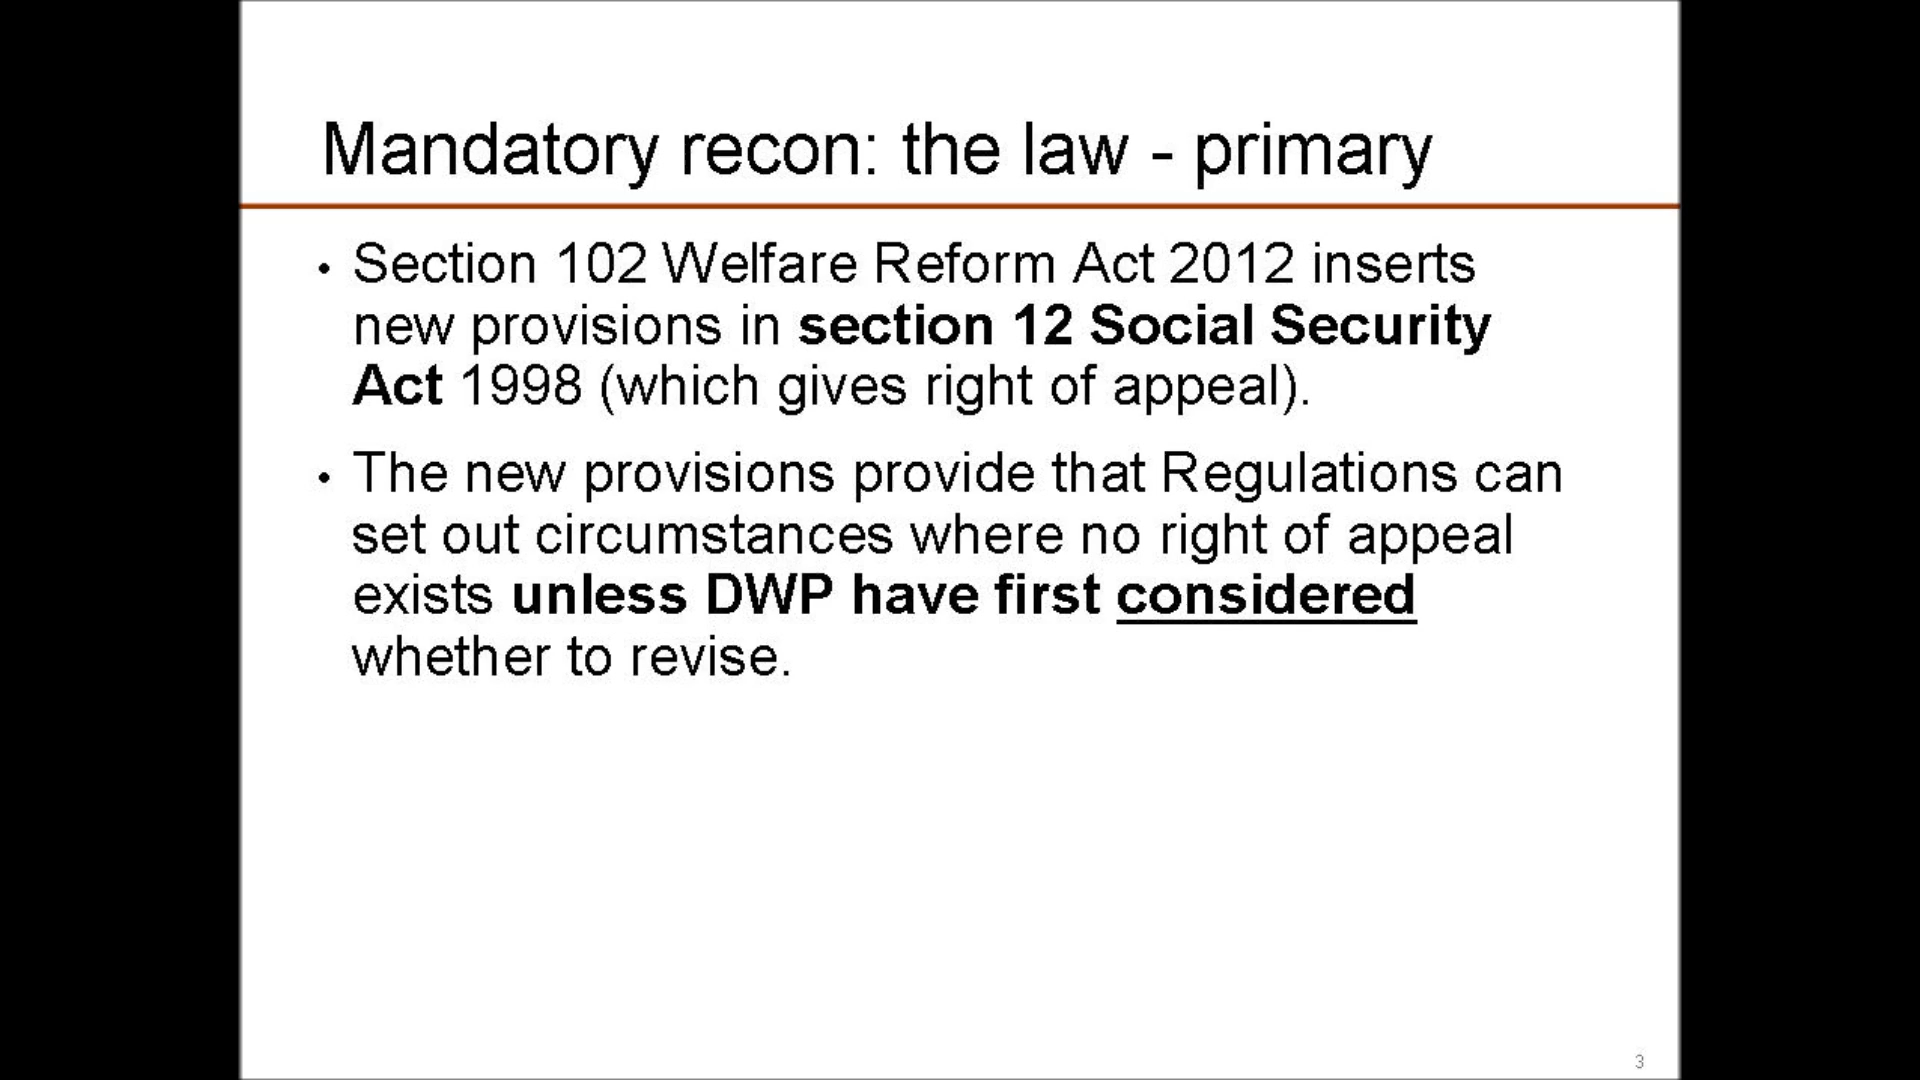 Mandatory recon: the law - primary
• Section 102 Welfare Reform Act 2012 inserts
new provisions in section 12 Social Security
Act 1998 (which gives right of appeal).
• The new provisions provide that Regulations can
set out circumstances where no right of appeal
exists unless DWP have first considered
whether to revise.
3